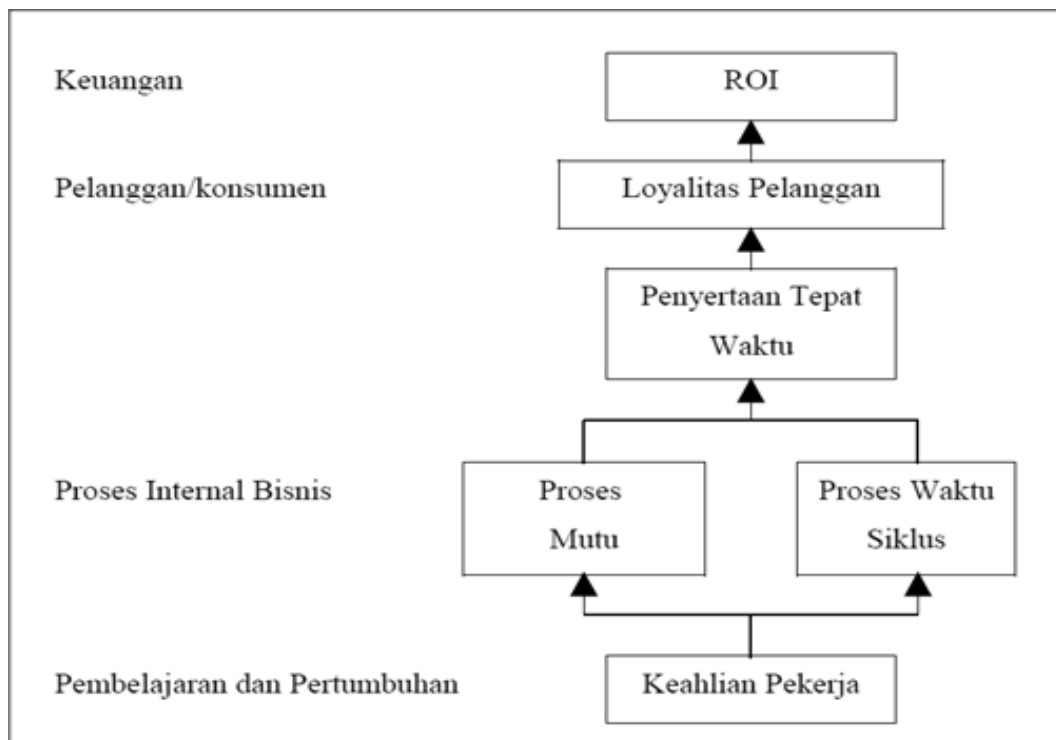 Keuangan
ROI
Pelanggan/konsumen
Loyalitas Pelanggan
Penyertaan Tepat
Waktu
Proses Internal Bisnis
Proses
Mutu
Proses Waktu
Siklus
Pembelajaran dan Pertumbuhan
Keahlian Pekerja